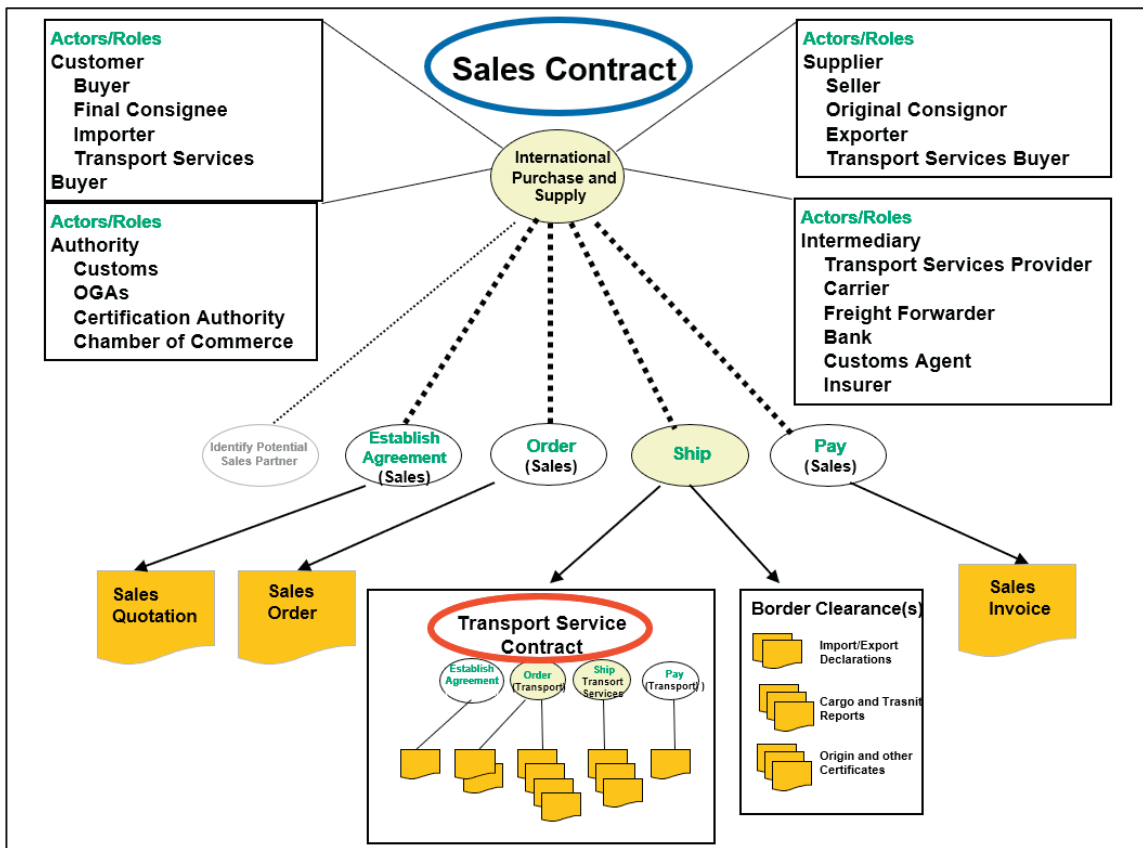 Sales Contract
Actors/Roles
Customer
Buyer
Final Consignee
Importer
Transport Services
Buyer
Actors/Roles
Supplier
Seller
Original Consignor
Exporter
Transport Services Buyer
International
Purchase and
Supply
Actors/Roles
Authority
Customs
OGAs
Certification Authority
Chamber of Commerce
Actors/Roles
Intermediary
Transport Services Provider
Carrier
Freight Forwarder
Bank
Customs Agent
Insurer
Identify Potential
Sales Partner
Establish
Agreement
(Sales)
Order
(Sales)
Ship
Pay
(Sales)
Sales
Quotation
Sales
Order
Transport Service
Contract
Establish
Agreement
Order
(Transport)
Ship
Transort
Services
Pay
(Transport) )
Border Clearance(s)
Import/Export
Declarations
Cargo and Trasnit
Reports
Origin and other
Certificates
Sales
Invoice